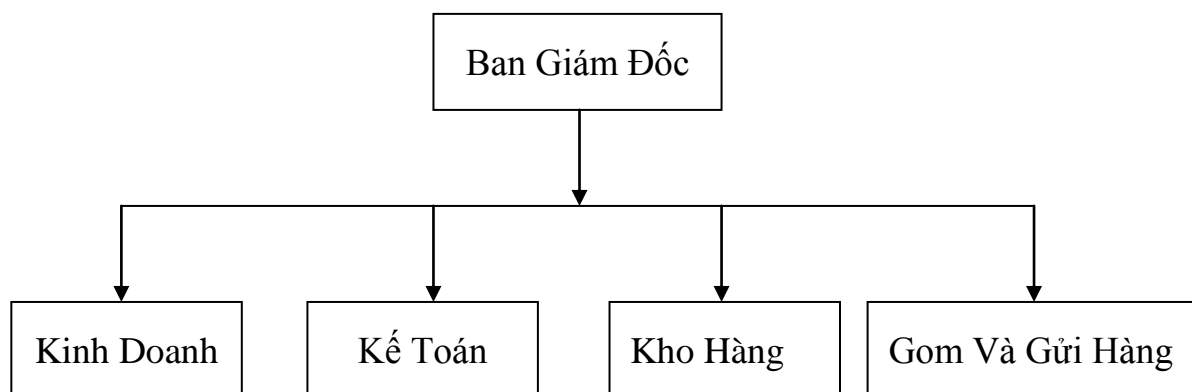 Ban Giám Đốc
Kinh Doanh
Kế Toán
Kho Hàng
Gom Và Gửi Hàng